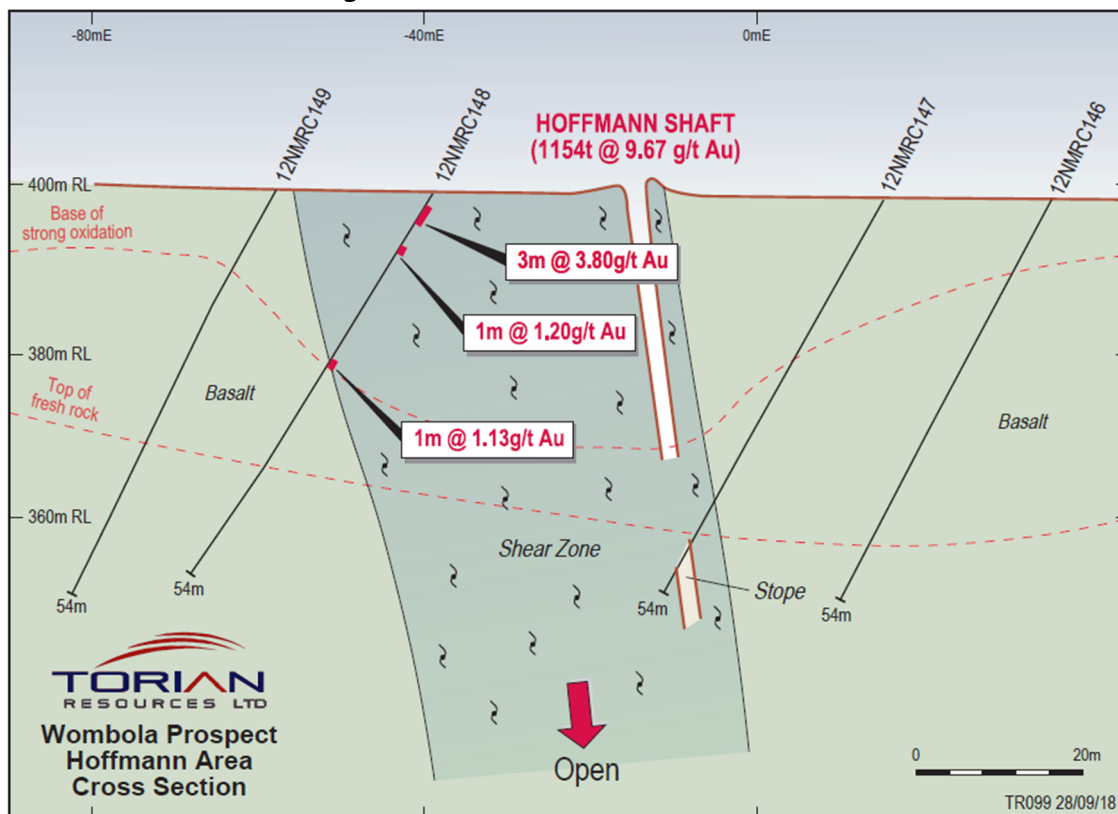 -80mE
-40mE
0mE
12NMRC149
12NMRC148
HOFFMANN SHAFT
(1154t @ 9.67 g/t Au)
12NMRC147
12NMRC146
400m RL
Base of
strong oxidation
3m @ 3.80g/t Au
1m @ 1.20g/t Au
380m RL
Top of
fresh rock
Basalt
Basalt
1m @ 1.13g/t Au
360m RL
Shear Zone
Stope
54m
54m
54m
54m
TORIAN
RESOURCES LTD
Wombola Prospect
Hoffmann Area
Cross Section
Open
0
20m
TR099 28/09/18